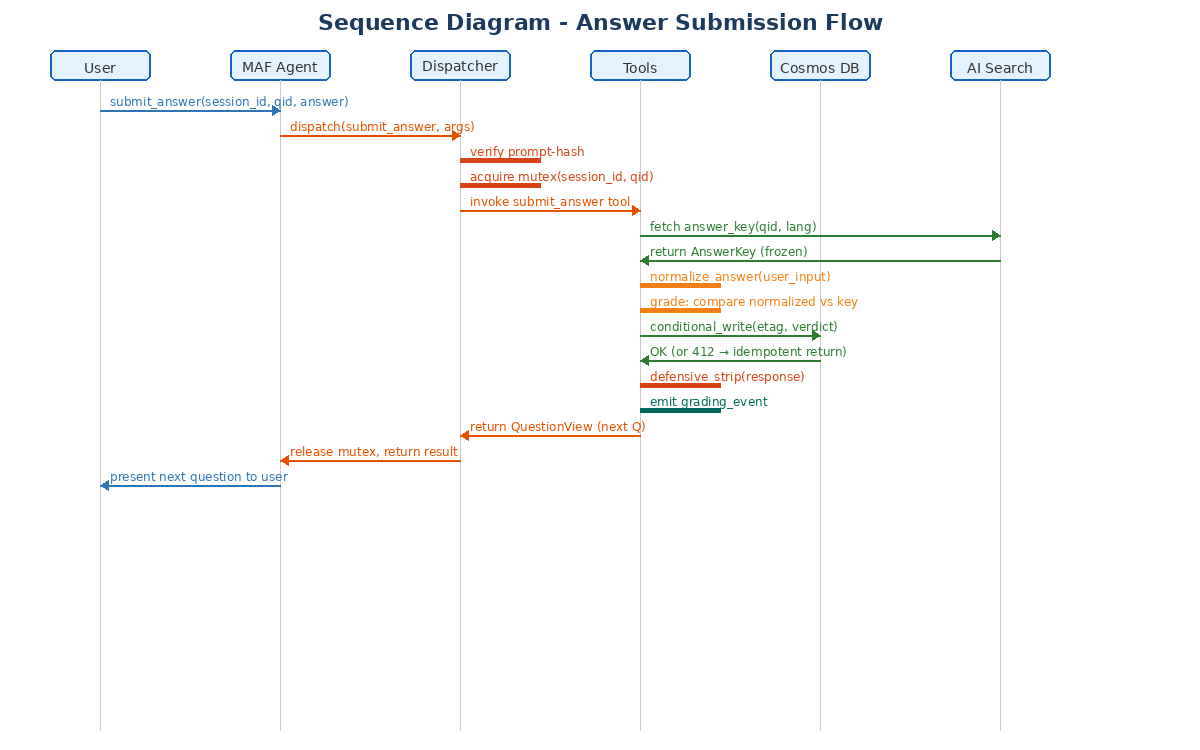 Sequence Diagram - Answer Submission Flow
User
MAF Agent
Dispatcher
Tools
Cosmos DB
AI Search
submit_answer(session_id, qid, answer)
dispatch(submit_answer, args)
verify prompt-hash
acquire mutex(session_id, qid)
invoke submit_answer tool
fetch answer_key(qid, lang)
return AnswerKey (frozen)
normalize_answer(user_input)
grade: compare normalized vs key
conditional_write(etag, verdict)
OK (or 412 → idempotent return)
defensive_strip(response)
emit grading_event
return QuestionView (next Q)
release mutex, return result
present next question to user